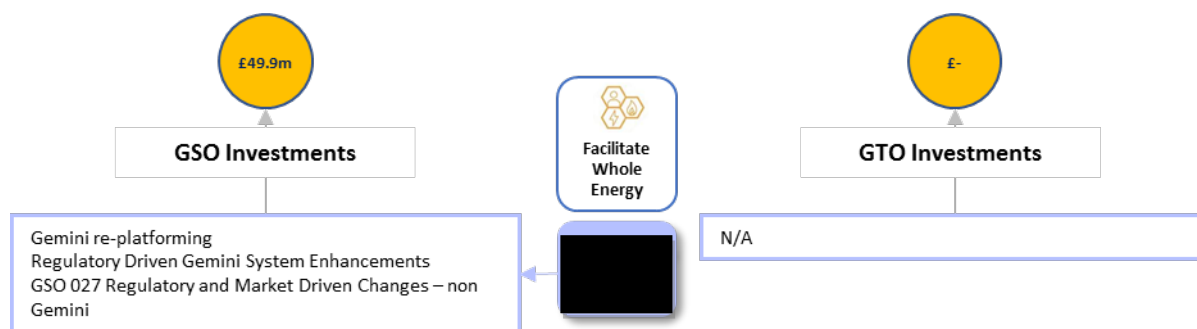 £49.9m
GSO Investments
Gemini re-platforming
Regulatory Driven Gemini System Enhancements
GSO 027 Regulatory and Market Driven Changes – non
Gemini
Facilitate
Whole
Energy
£-
GTO Investments
N/A